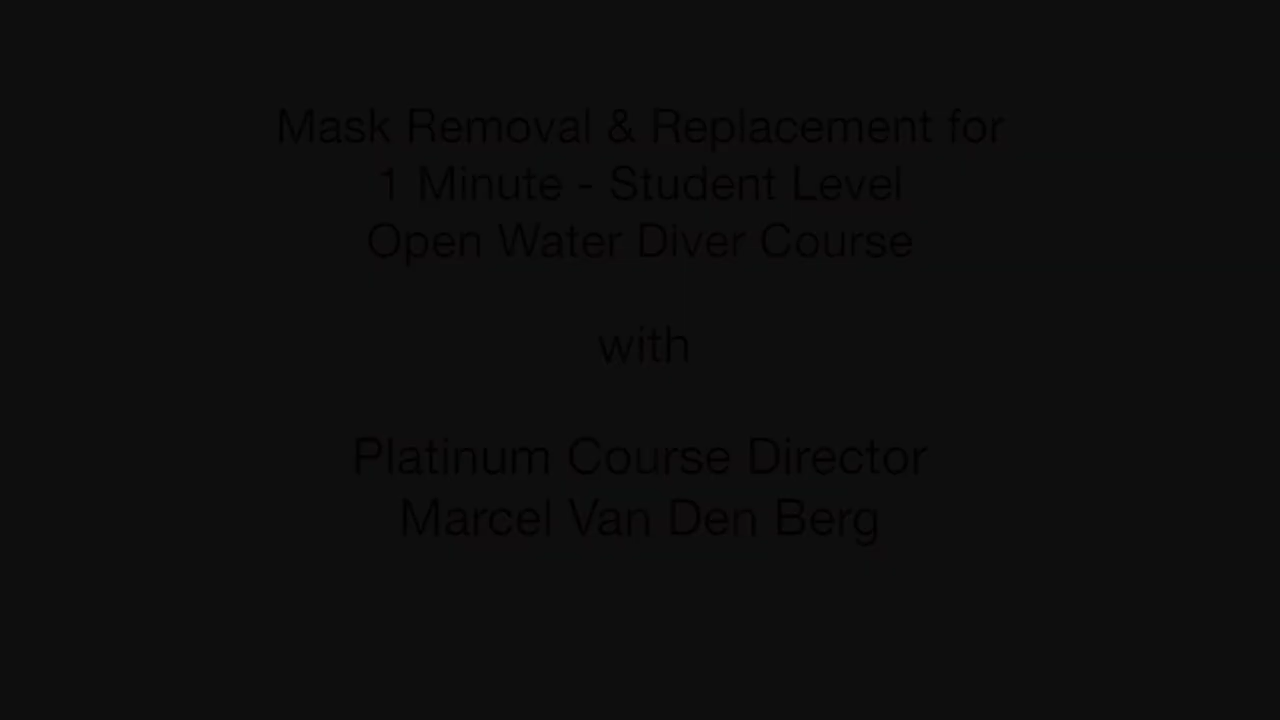 Mask Removal & Replacement for
1 Minute - Student Level
Open Water Diver Course
with
Platinum Course Director
Marcel Van Den Berg